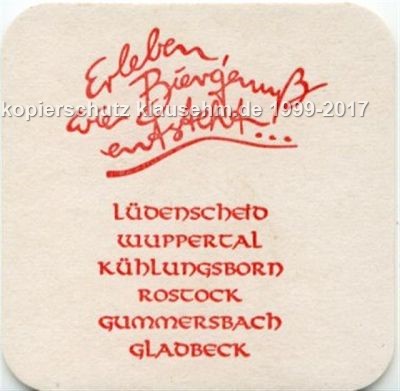 Erleben,
wie Biergenuß
entsteht...
kopierschutz klausehm.de 1999-2017
LÜDENSCHEID
WUPPERTAL
KÜHLUNGSBORN
ROSTOCK
GUMMERSBACH
GLADBECK